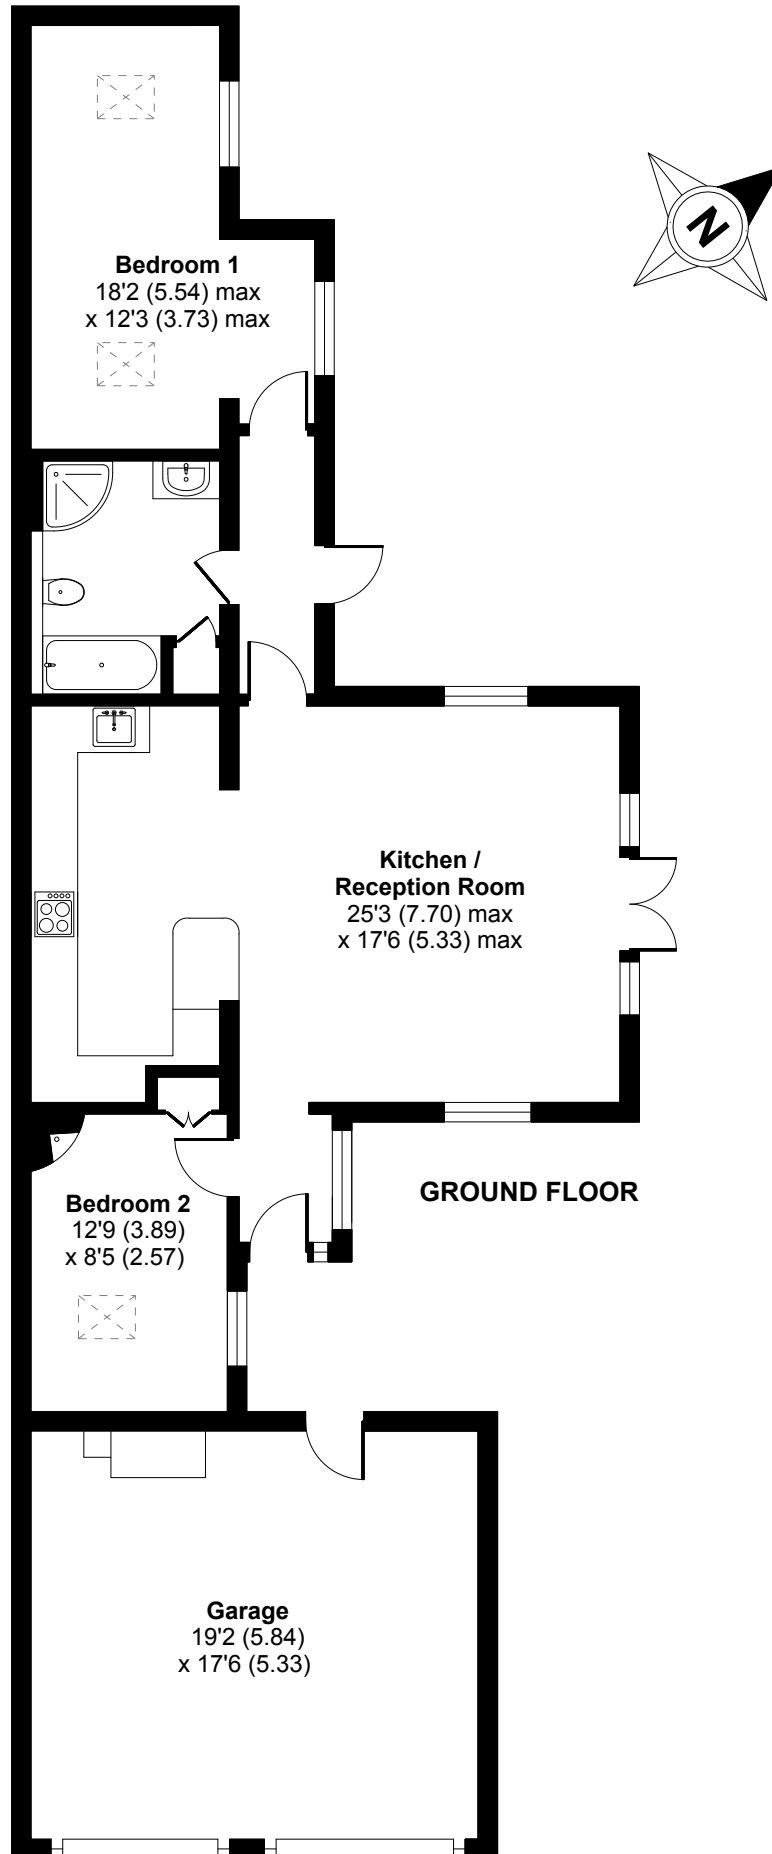 N
Bedroom 1
18'2 (5.54) max
x 12'3 (3.73) max
Kitchen /
Reception Room
25'3 (7.70) max
x 17'6 (5.33) max
GROUND FLOOR
Bedroom 2
12'9 (3.89)
x 8'5 (2.57)
Garage
19'2 (5.84)
x 17'6 (5.33)